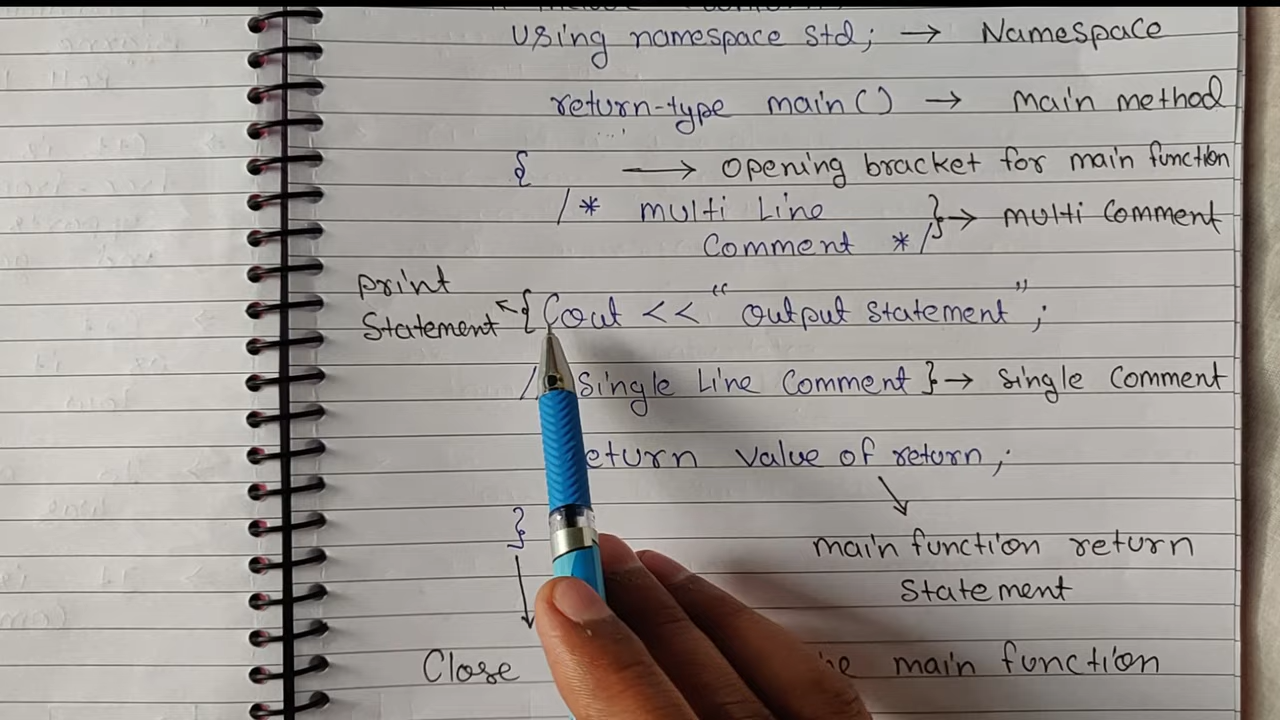 using namespace std; → Namespace
return-type main() → main method
{ → opening bracket for main function
/* multi Line
Comment */ } → multi Comment
print
Statement ← { Cout << "output statement";
/ Single Line Comment } → Single Comment
eturn value of return;
}
main function return
Statement
Close he main function